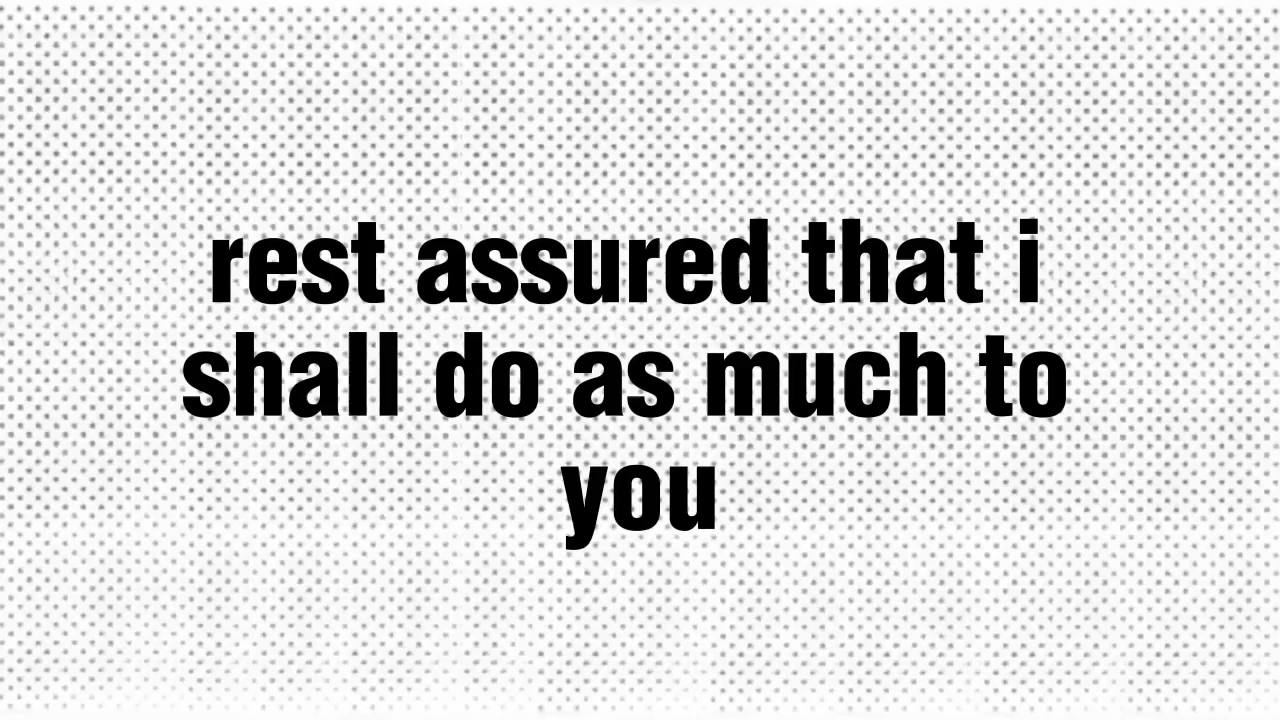 rest assured that i
shall do as much to
you